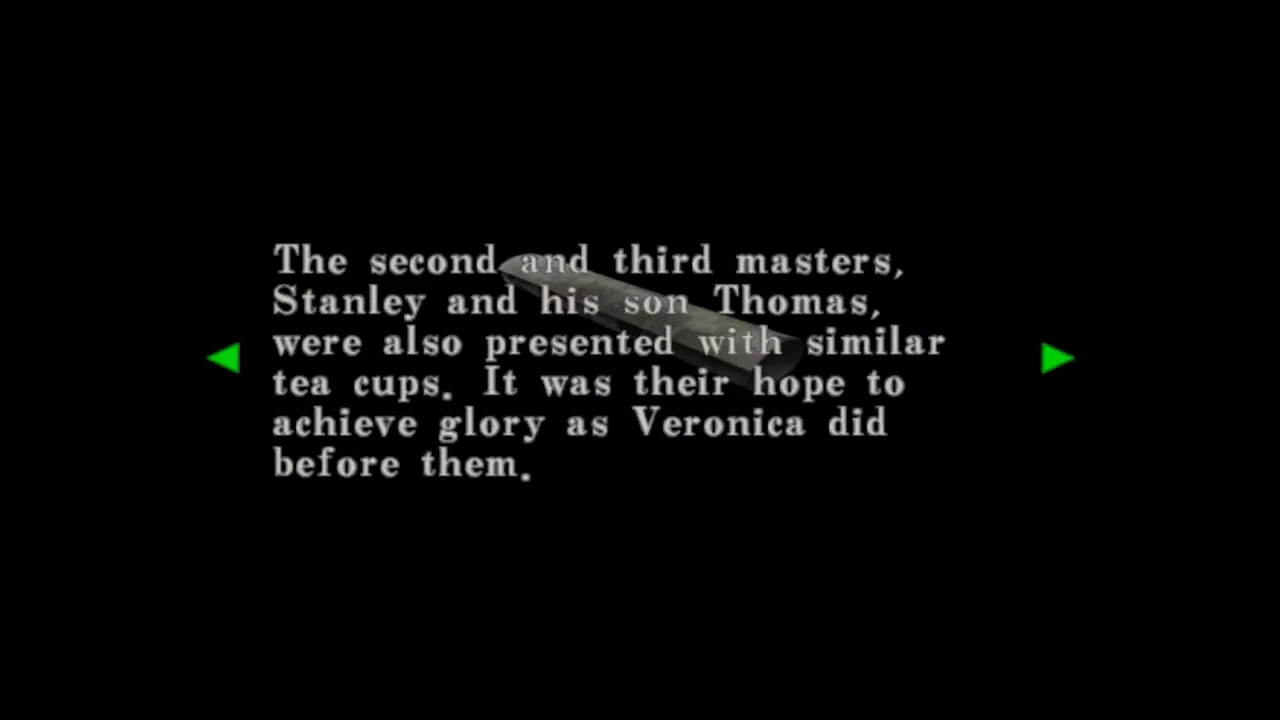 The second and third masters,
Stanley and his son Thomas,
were also presented with similar
tea cups. It was their hope to
achieve glory as Veronica did
before them.